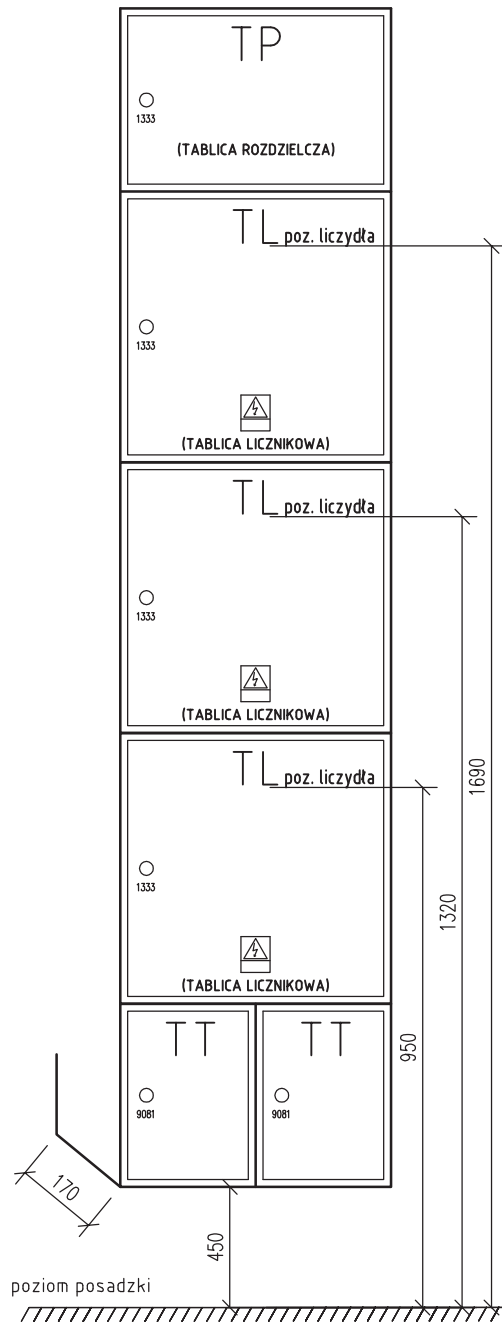 TP
1333
(TABLICA ROZDZIELCZA)
TL poz. liczydła
1333
(TABLICA LICZNIKOWA)
TL poz. liczydła
1333
(TABLICA LICZNIKOWA)
1690
TL poz. liczydła
1333
1320
(TABLICA LICZNIKOWA)
TT TT
950
9081 9081
170
450
poziom posadzki